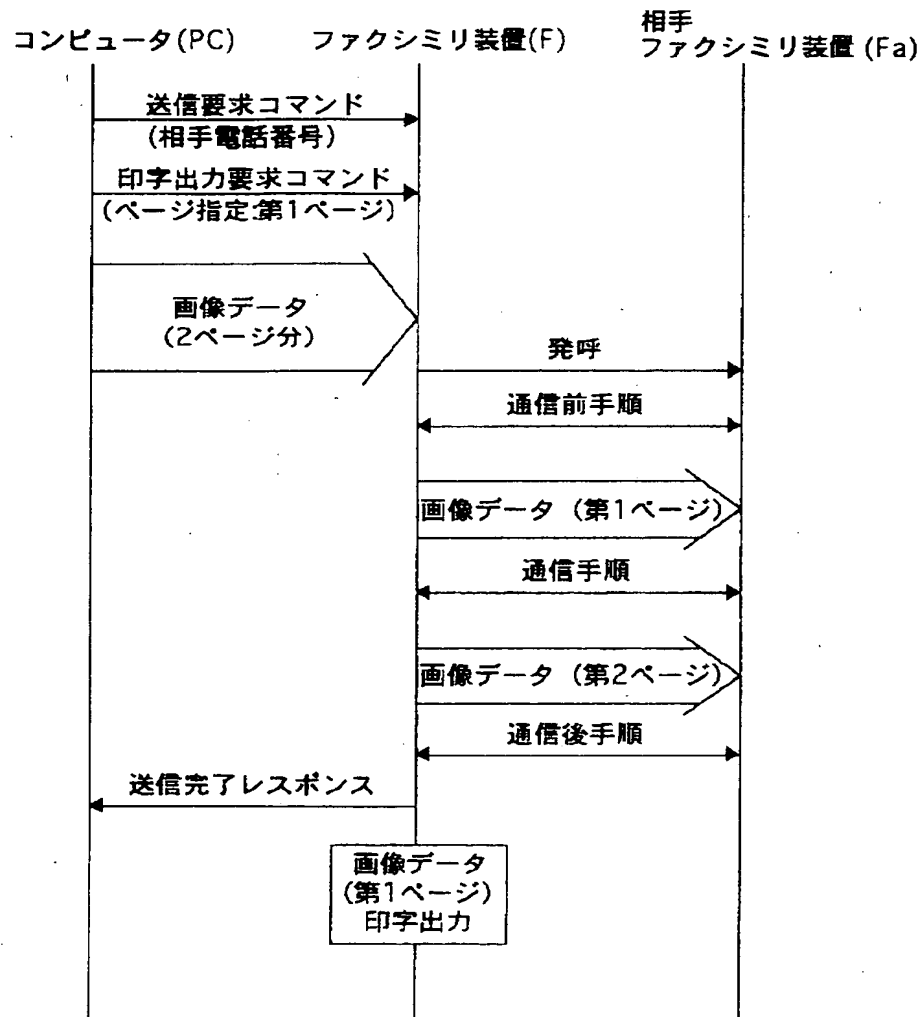 コンピュータ(PC)
ファクシミリ装置(F)
相手
ファクシミリ装置 (Fa)
送信要求コマンド
(相手電話番号)
印字出力要求コマンド
(ページ指定:第1ページ)
画像データ
(2ページ分)
発呼
通信前手順
画像データ (第1ページ)
通信手順
画像データ (第2ページ)
通信後手順
送信完了レスポンス
画像データ
(第1ページ)
印字出力